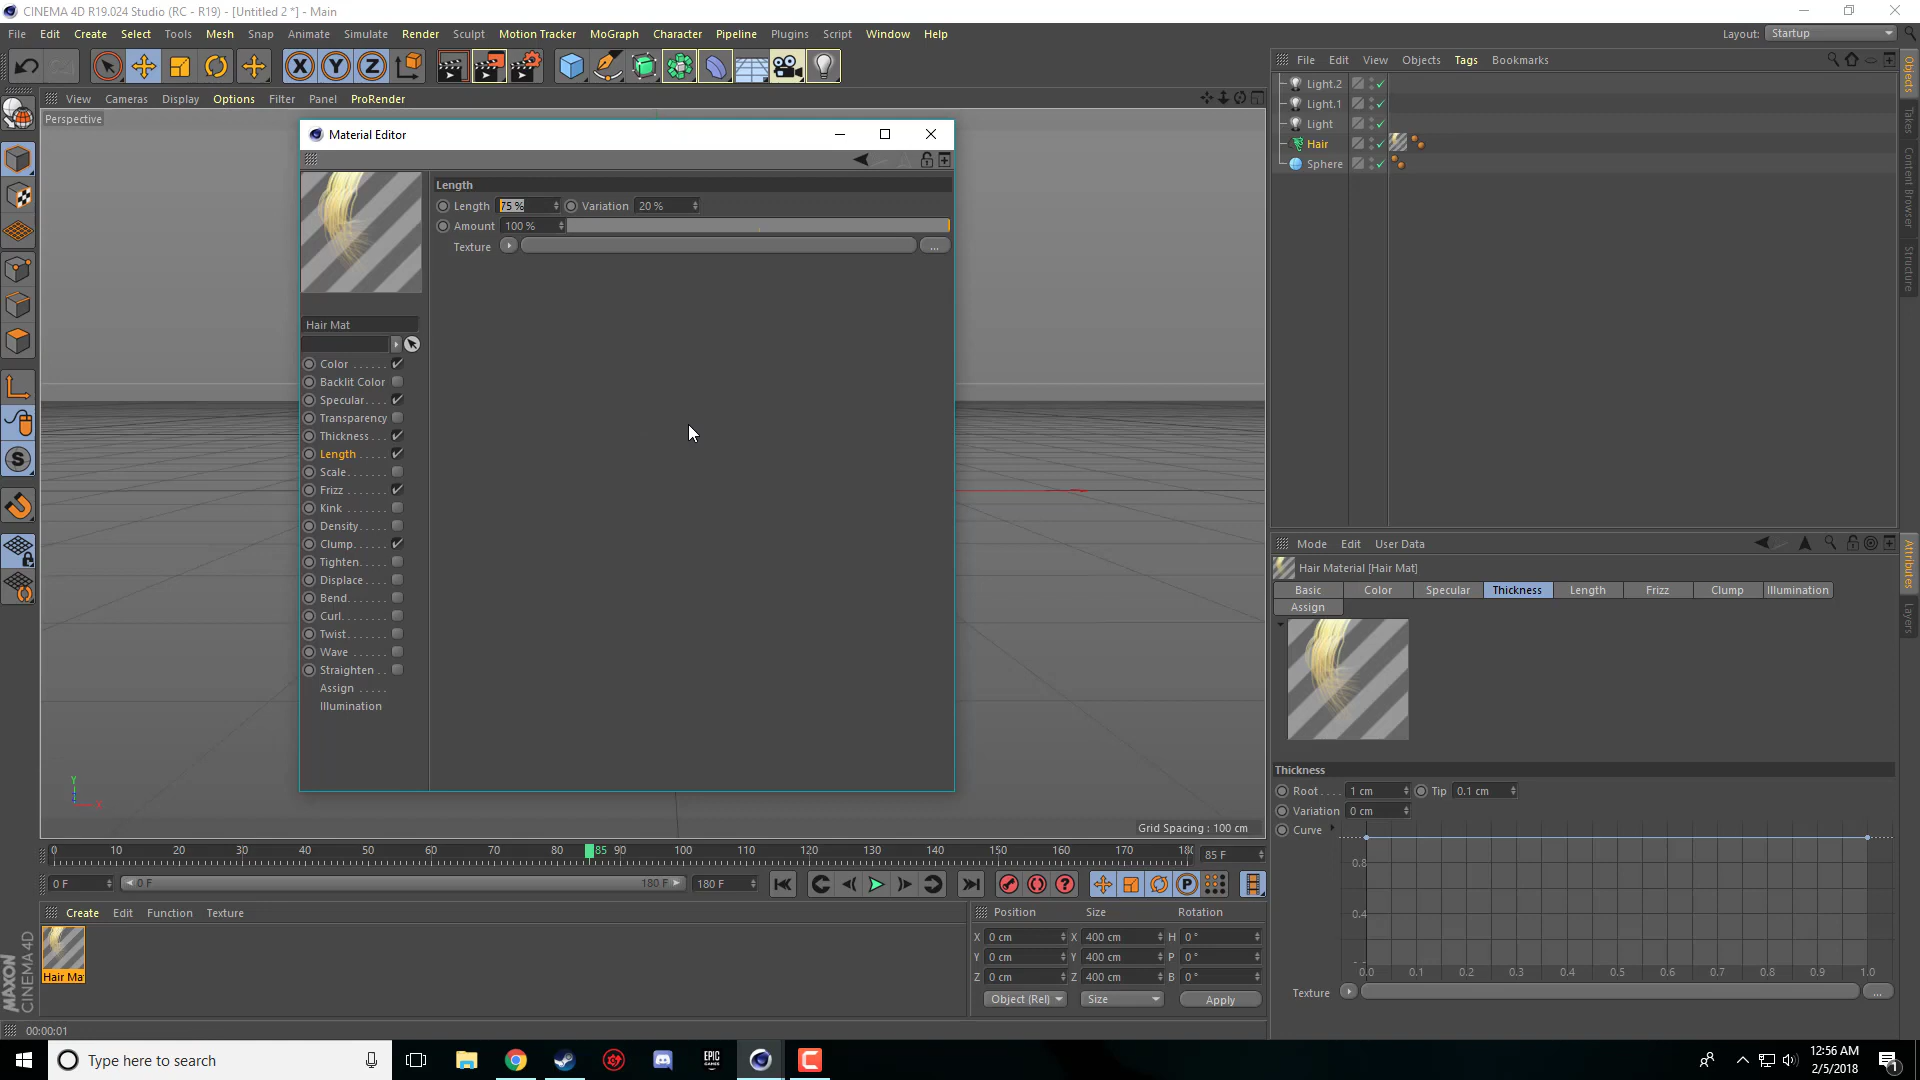 CINEMA 4D R19.024 Studio (RC - R19) - [Untitled 2 *] - Main
File Edit Create Select Tools Mesh Snap Animate Simulate Render Sculpt Motion Tracker MoGraph Character Pipeline Plugins Script Window Help
Layout: Startup
X Y Z
View Cameras Display Options Filter Panel ProRender
Perspective
Material Editor
Length
Length 75 % Variation 20 %
Amount 100 %
Texture ...
Hair Mat
Color . . . . . .
Backlit Color
Specular. . . .
Transparency
Thickness . . .
Length . . . . .
Scale. . . . . . .
Frizz . . . . . . .
Kink . . . . . . .
Density. . . . .
Clump. . . . . .
Tighten. . . . .
Displace . . . .
Bend. . . . . . .
Curl. . . . . . . .
Twist. . . . . . .
Wave . . . . . .
Straighten . .
Assign . . . . .
Illumination
Y
X
Grid Spacing : 100 cm
File Edit View Objects Tags Bookmarks
Light.2
Light.1
Light
Hair
Sphere
Objects
Takes
Content Browser
Structure
Mode Edit User Data
Hair Material [Hair Mat]
Basic Color Specular Thickness Length Frizz Clump Illumination
Assign
Attributes
Layers
Thickness
Root . . . . 1 cm Tip 0.1 cm
Variation 0 cm
Curve
0.8
0.4
0.0 0.1 0.2 0.3 0.4 0.5 0.6 0.7 0.8 0.9 1.0
Texture ...
0 10 20 30 40 50 60 70 80 85 90 100 110 120 130 140 150 160 170 180
85 F
0 F 0 F 180 F 180 F
P
Create Edit Function Texture
Hair Ma
Position Size Rotation
X 0 cm X 400 cm H 0 °
Y 0 cm Y 400 cm P 0 °
Z 0 cm Z 400 cm B 0 °
Object (Rel) Size Apply
MAXON
CINEMA 4D
00:00:01
Type here to search
EPIC
GAMES
12:56 AM
2/5/2018
1